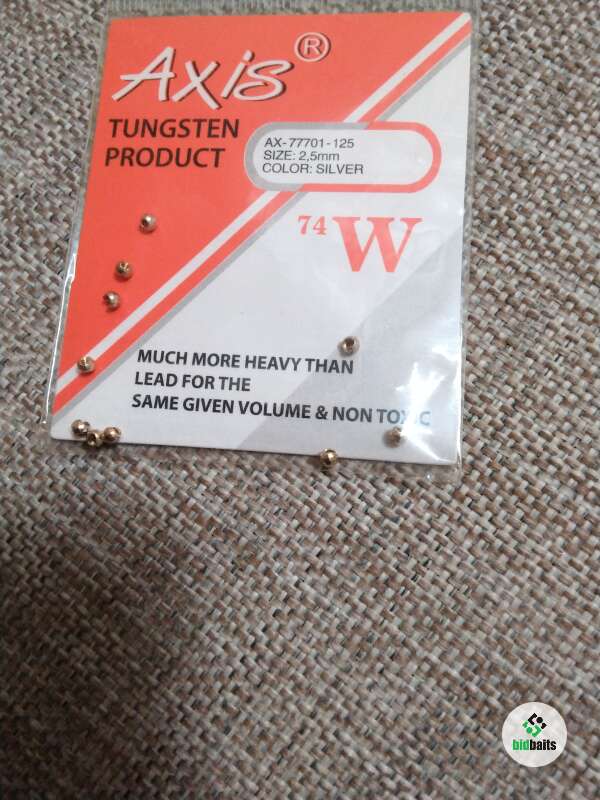 Axis®
TUNGSTEN
PRODUCT
AX-77701-125
SIZE: 2,5mm
COLOR: SILVER
74 W
MUCH MORE HEAVY THAN
LEAD FOR THE
SAME GIVEN VOLUME & NON TOXIC
bidbaits